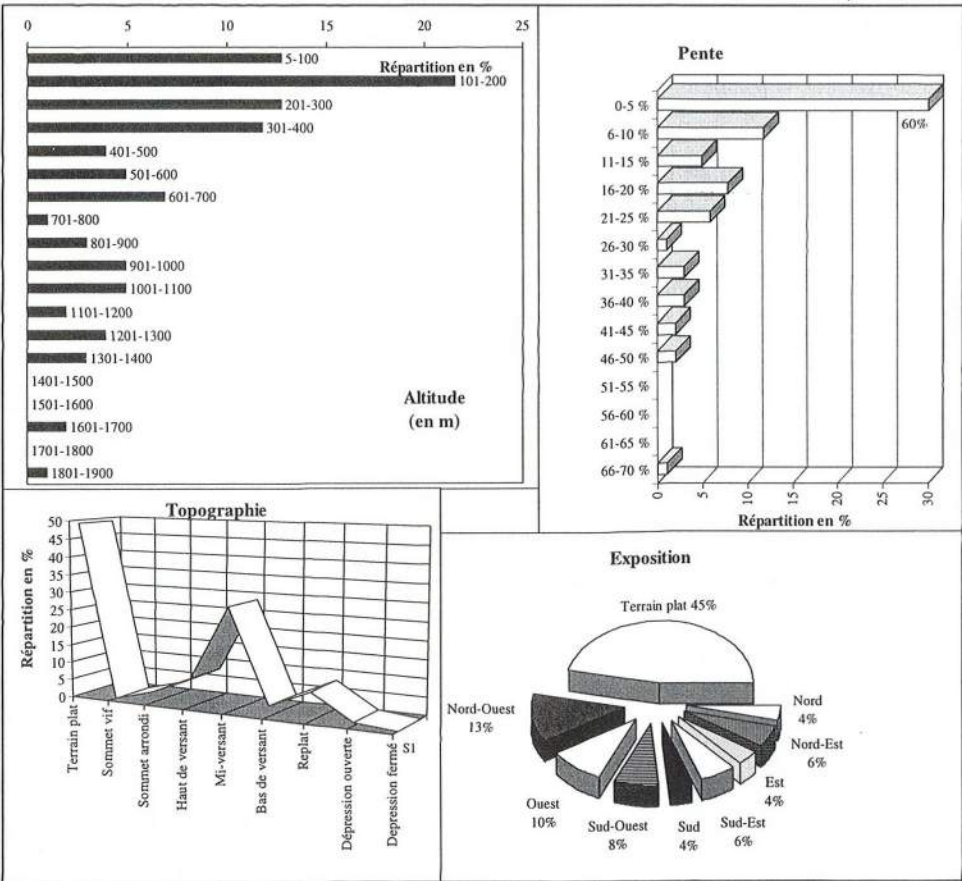 0 5 10 15 20 25
Répartition en %
5-100
101-200
201-300
301-400
401-500
501-600
601-700
701-800
801-900
901-1000
1001-1100
1101-1200
1201-1300
1301-1400
1401-1500
1501-1600
1601-1700
1701-1800
1801-1900
Altitude
(en m)
Pente
0-5 %
60%
6-10 %
11-15 %
16-20 %
21-25 %
26-30 %
31-35 %
36-40 %
41-45 %
46-50 %
51-55 %
56-60 %
61-65 %
66-70 %
0 5 10 15 20 25 30
Répartition en %
Topographie
Répartition en %
50
45
40
35
30
25
20
15
10
5
0
Terrain plat
Sommet vif
Sommet arrondi
Haut de versant
Mi-versant
Bas de versant
Replat
Dépression ouverte
Depression fermé
S1
Exposition
Terrain plat 45%
Nord
4%
Nord-Est
6%
Est
4%
Sud-Est
6%
Sud
4%
Sud-Ouest
8%
Ouest
10%
Nord-Ouest
13%